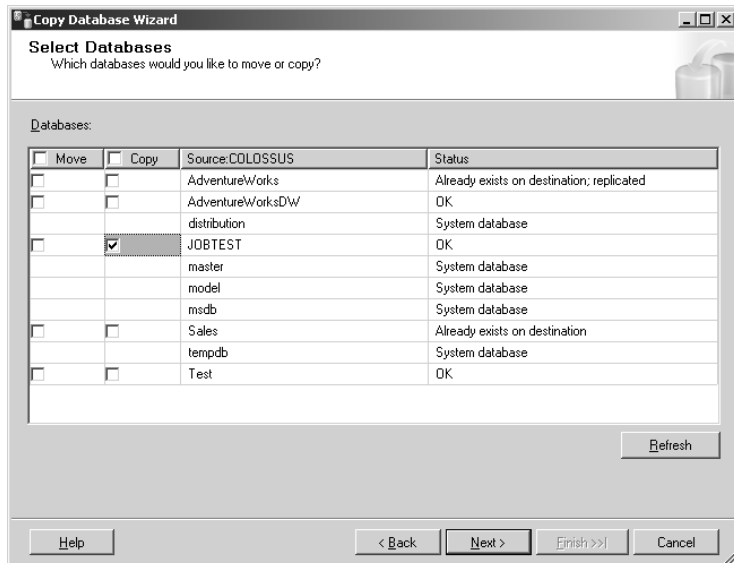 Copy Database Wizard
Select Databases
Which databases would you like to move or copy?
Databases:
Move Copy Source:COLOSSUS Status
AdventureWorks Already exists on destination; replicated
AdventureWorksDW OK
distribution System database
JOBTEST OK
master System database
model System database
msdb System database
Sales Already exists on destination
tempdb System database
Test OK
Refresh
Help < Back Next > Finish >>| Cancel